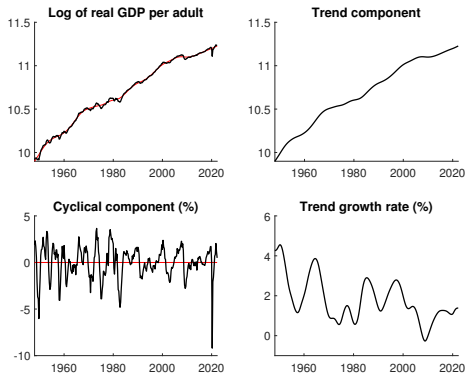 Log of real GDP per adult
11.5
11
10.5
10
1960 1980 2000 2020
Trend component
11.5
11
10.5
10
1960 1980 2000 2020
Cyclical component (%)
5
0
-5
-10
1960 1980 2000 2020
Trend growth rate (%)
6
4
2
0
1960 1980 2000 2020